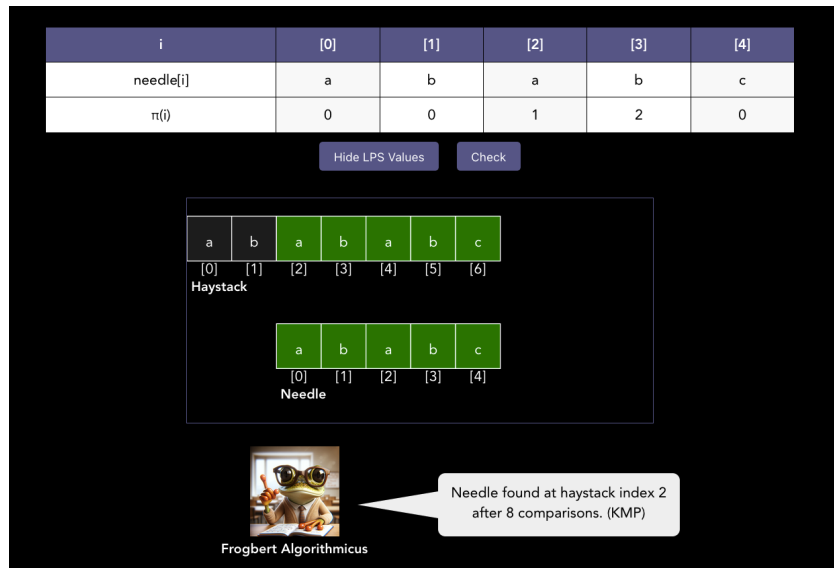 i [0] [1] [2] [3] [4]
needle[i] a b a b c
π(i) 0 0 1 2 0
Hide LPS Values Check
a b a b a b c
[0] [1] [2] [3] [4] [5] [6]
Haystack
a b a b c
[0] [1] [2] [3] [4]
Needle
Needle found at haystack index 2
after 8 comparisons. (KMP)
Frogbert Algorithmicus